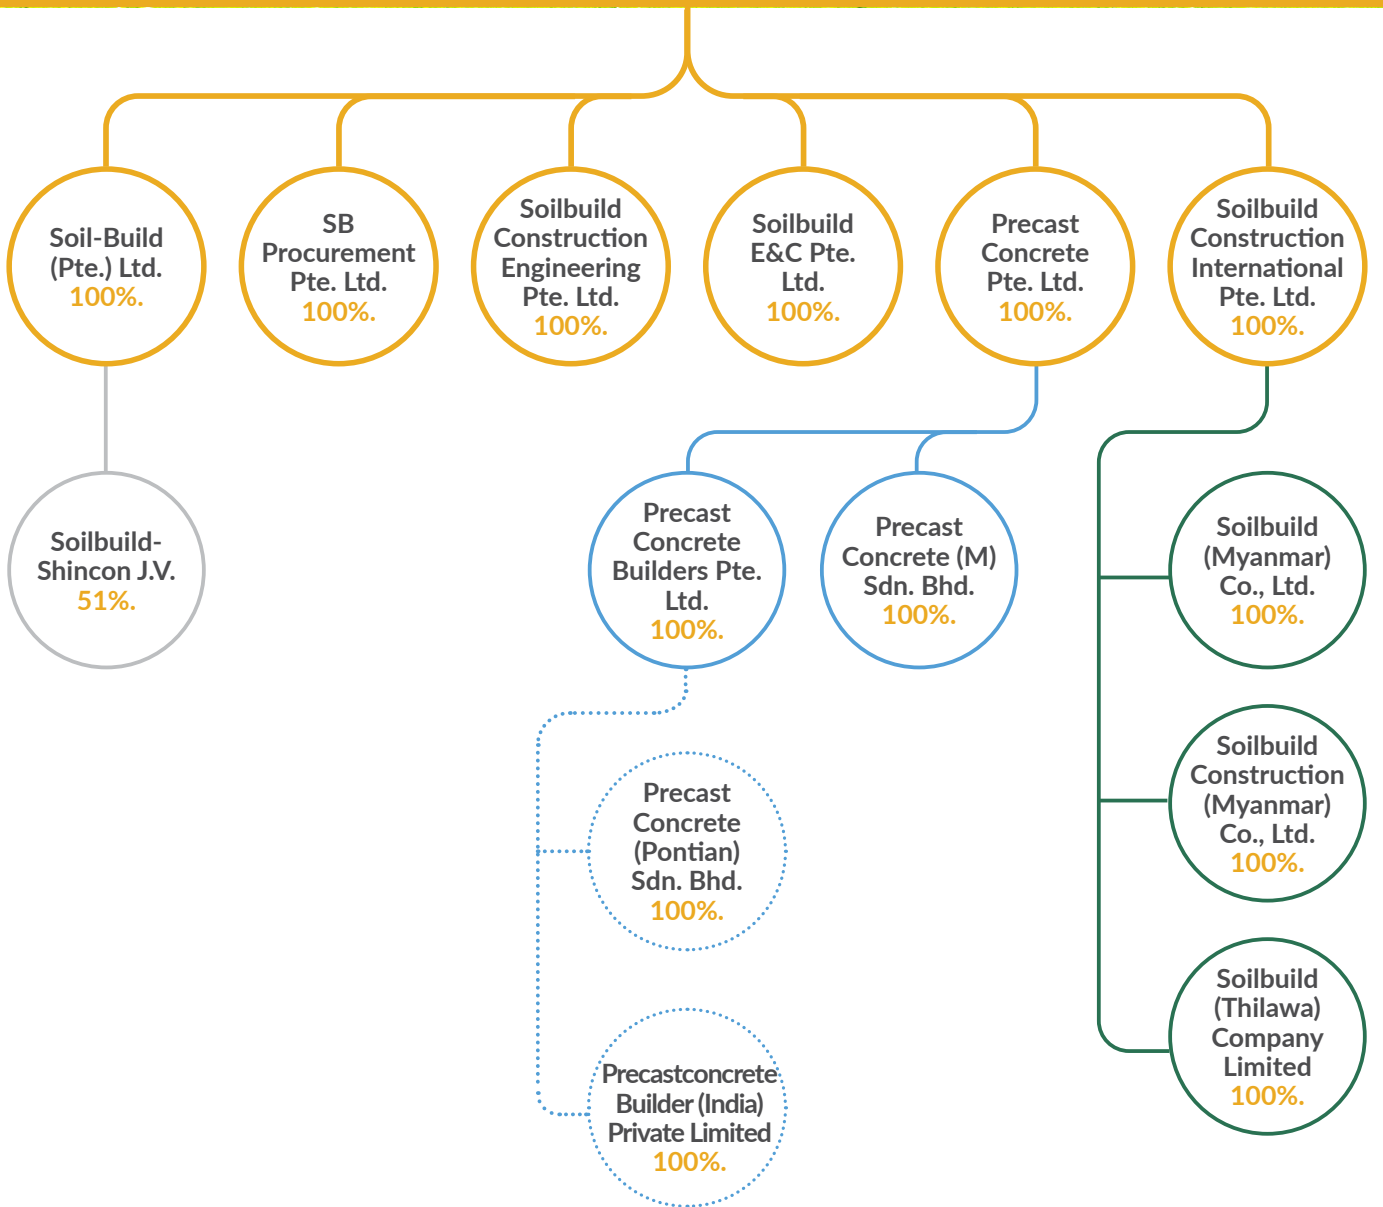 Soil-Build
(Pte.) Ltd.
100%.
SB
Procurement
Pte. Ltd.
100%.
Soilbuild
Construction
Engineering
Pte. Ltd.
100%.
Soilbuild
E&C Pte.
Ltd.
100%.
Precast
Concrete
Pte. Ltd.
100%.
Soilbuild
Construction
International
Pte. Ltd.
100%.
Soilbuild-
Shincon J.V.
51%.
Precast
Concrete
Builders Pte.
Ltd.
100%.
Precast
Concrete (M)
Sdn. Bhd.
100%.
Soilbuild
(Myanmar)
Co., Ltd.
100%.
Precast
Concrete
(Pontian)
Sdn. Bhd.
100%.
Soilbuild
Construction
(Myanmar)
Co., Ltd.
100%.
Precastconcrete
Builder (India)
Private Limited
100%.
Soilbuild
(Thilawa)
Company
Limited
100%.